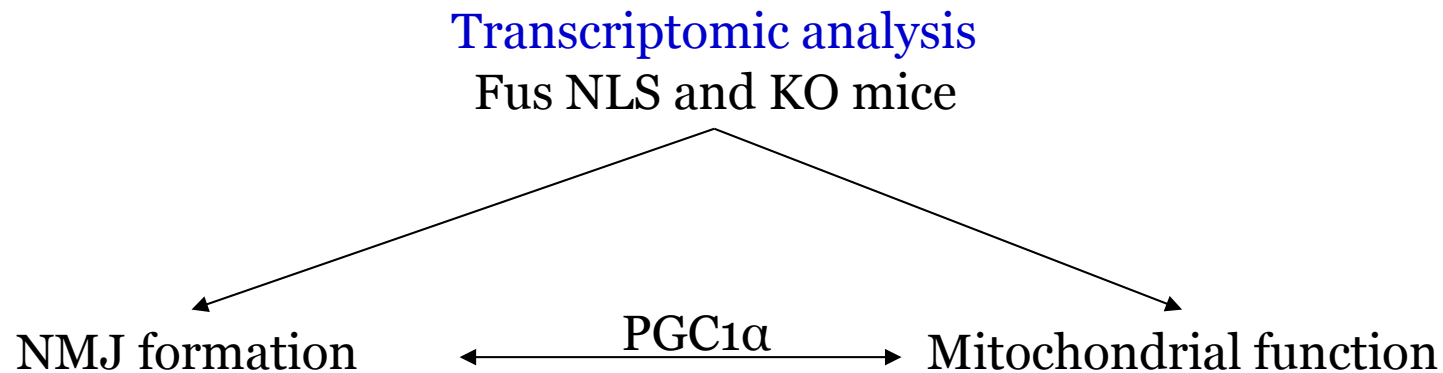 Transcriptomic analysis
Fus NLS and KO mice
PGC1α
NMJ formation
Mitochondrial function